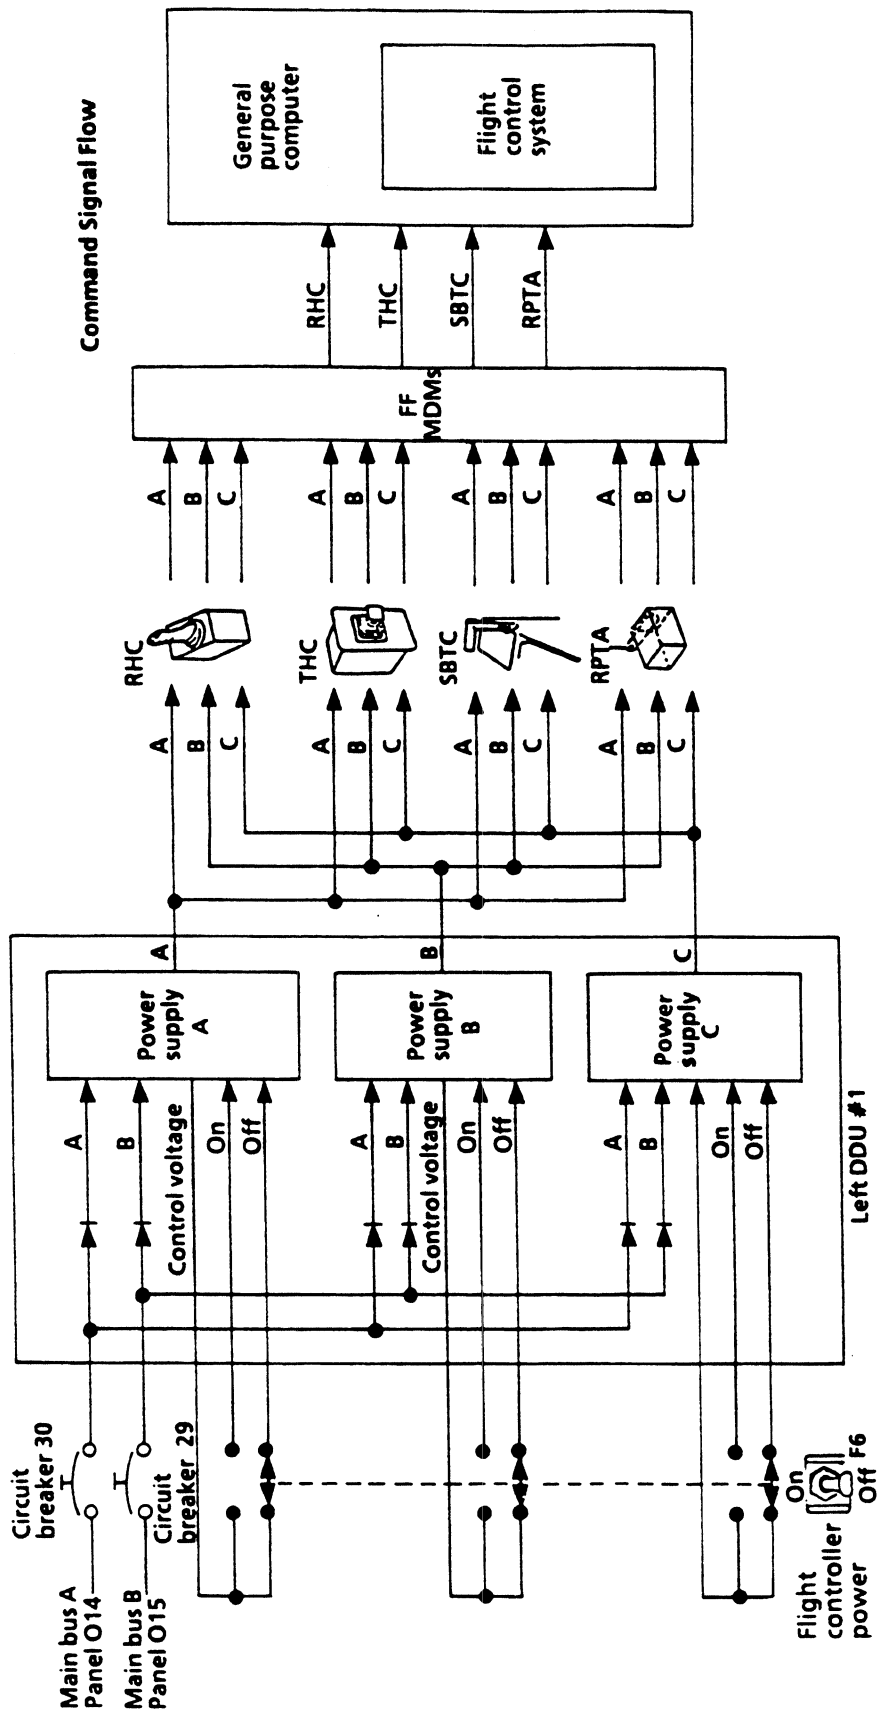 Command Signal Flow
Main bus A
Panel O14
Circuit
breaker 30
Main bus B
Panel O15
Circuit
breaker 29
A
B
Control voltage
On
Off
Power
supply
A
A
A
B
Control voltage
On
Off
Power
supply
B
B
A
B
On
Off
Power
supply
C
C
Flight
controller
power
On
Off
F6
Left DDU #1
A
B
C
RHC
A
B
C
A
B
C
THC
A
B
C
A
B
C
SBTC
A
B
C
A
B
C
RPTA
A
B
C
FF
MDMs
RHC
THC
SBTC
RPTA
General
purpose
computer
Flight
control
system